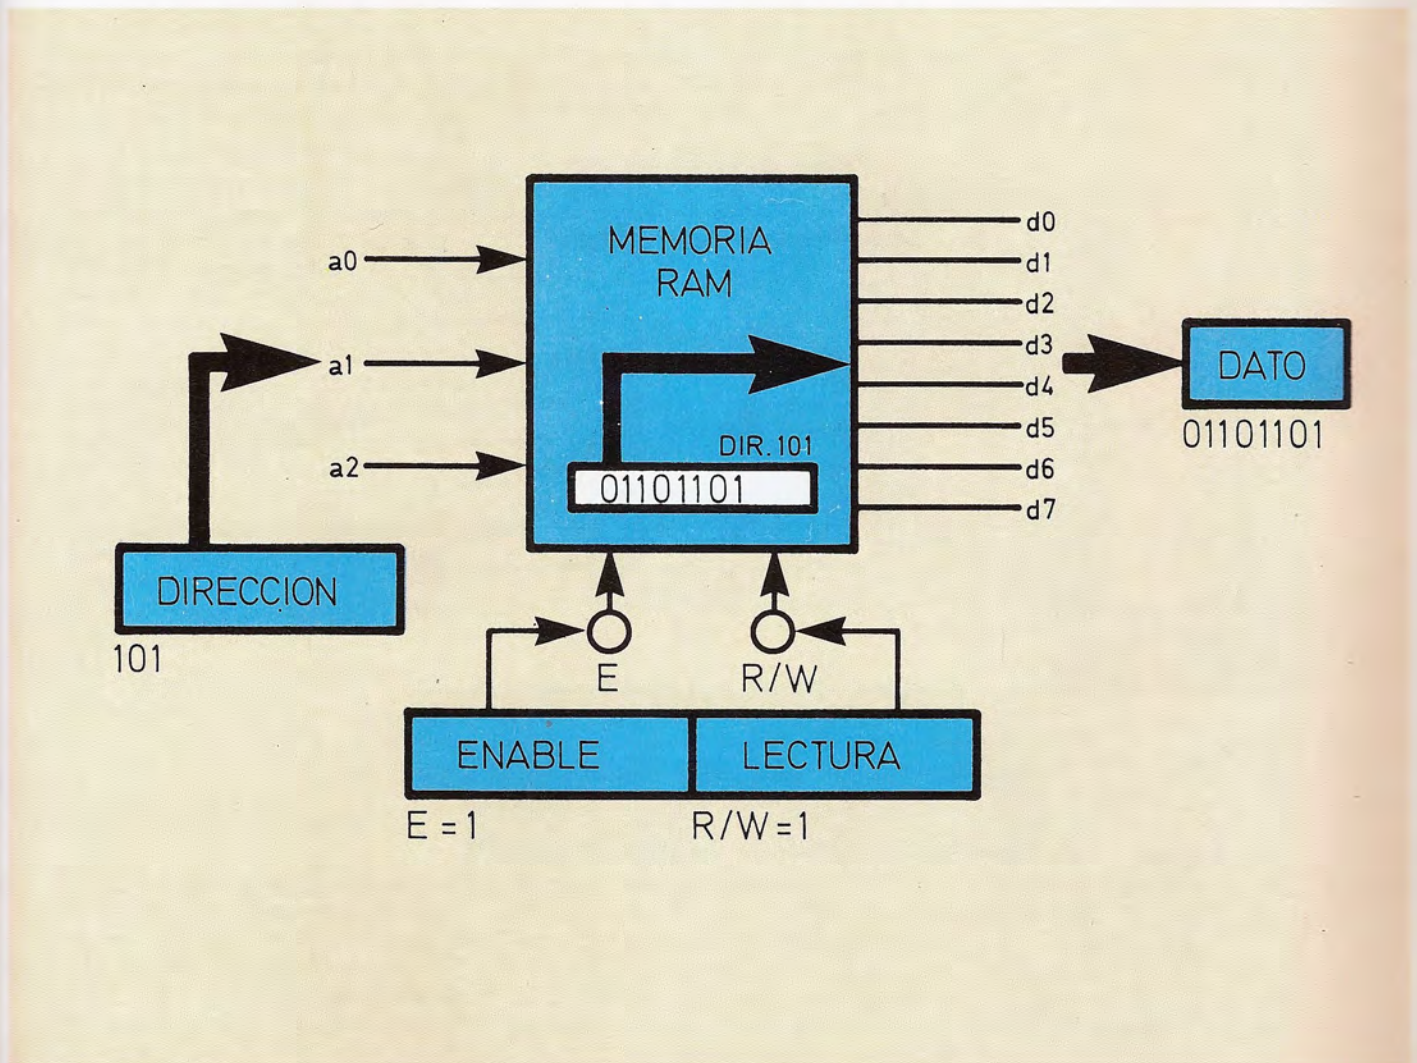 MEMORIA
RAM
a0
a1
a2
d0
d1
d2
d3
d4
d5
d6
d7
DIR.101
01101101
DATO
01101101
DIRECCION
101
E
R/W
ENABLE
LECTURA
E=1
R/W=1